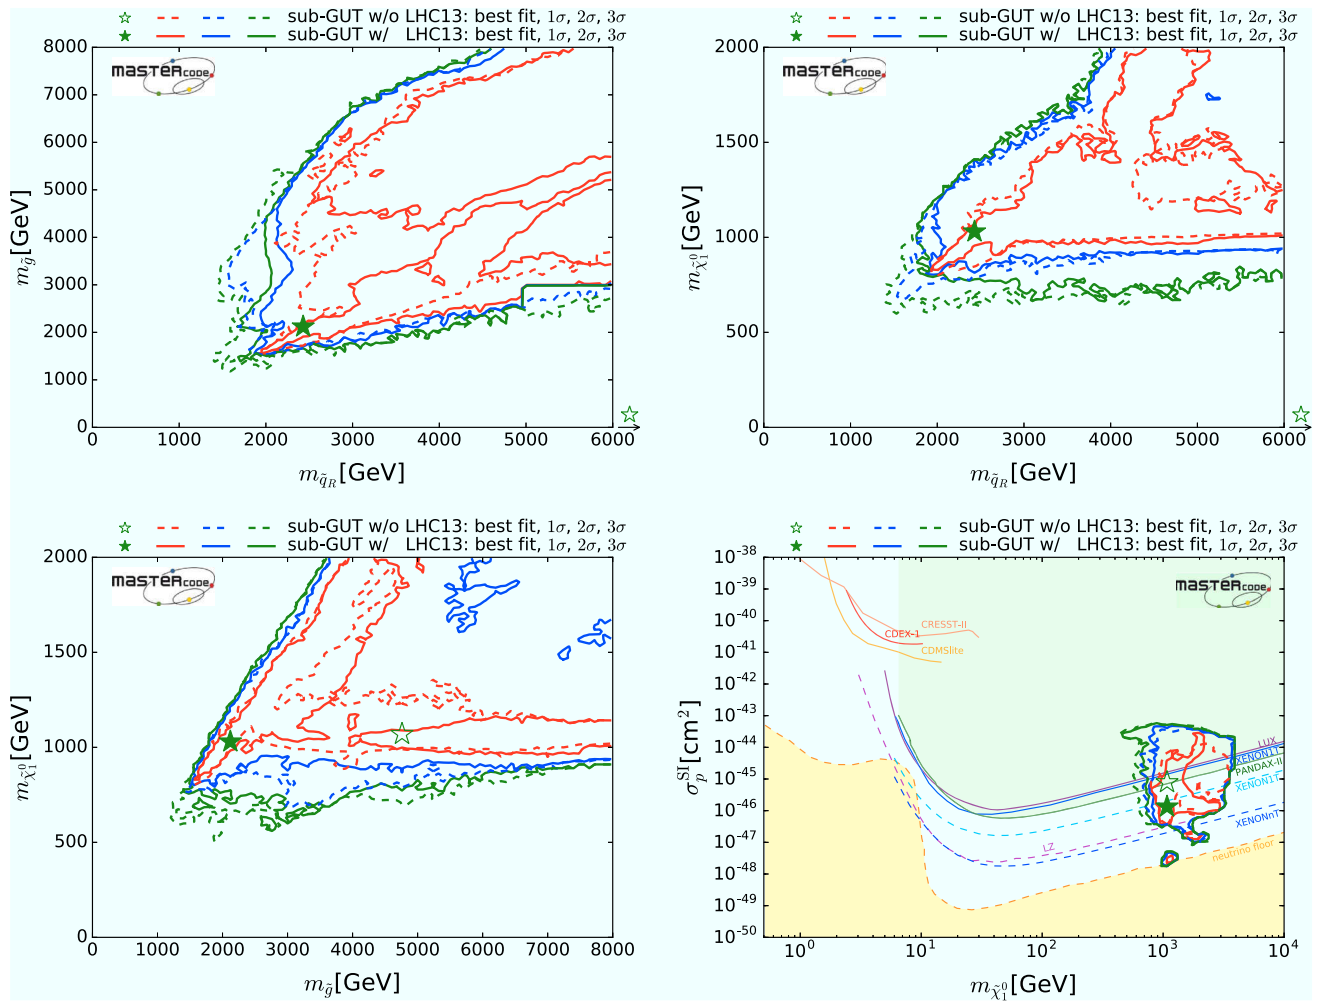 sub-GUT w/o LHC13: best fit, 1σ, 2σ, 3σ
sub-GUT w/ LHC13: best fit, 1σ, 2σ, 3σ
8000
7000
6000
5000
4000
3000
2000
1000
0
m_g̃[GeV]
MASTERCODE
0 1000 2000 3000 4000 5000 6000
m_q̃_R[GeV]
sub-GUT w/o LHC13: best fit, 1σ, 2σ, 3σ
sub-GUT w/ LHC13: best fit, 1σ, 2σ, 3σ
2000
1500
1000
500
0
m_χ̃₁⁰[GeV]
MASTERCODE
0 1000 2000 3000 4000 5000 6000
m_q̃_R[GeV]
sub-GUT w/o LHC13: best fit, 1σ, 2σ, 3σ
sub-GUT w/ LHC13: best fit, 1σ, 2σ, 3σ
2000
1500
1000
500
0
m_χ̃₁⁰[GeV]
MASTERCODE
0 1000 2000 3000 4000 5000 6000 7000 8000
m_g̃[GeV]
sub-GUT w/o LHC13: best fit, 1σ, 2σ, 3σ
sub-GUT w/ LHC13: best fit, 1σ, 2σ, 3σ
10⁻³⁸
10⁻³⁹
10⁻⁴⁰
10⁻⁴¹
10⁻⁴²
10⁻⁴³
10⁻⁴⁴
10⁻⁴⁵
10⁻⁴⁶
10⁻⁴⁷
10⁻⁴⁸
10⁻⁴⁹
10⁻⁵⁰
σ_p^SI[cm²]
MASTERCODE
CRESST-II
CDEX-1
CDMSlite
LUX
XENON1T
PANDAX-II
XENON1T
XENONnT
LZ
neutrino floor
10⁰ 10¹ 10² 10³ 10⁴
m_χ̃₁⁰[GeV]